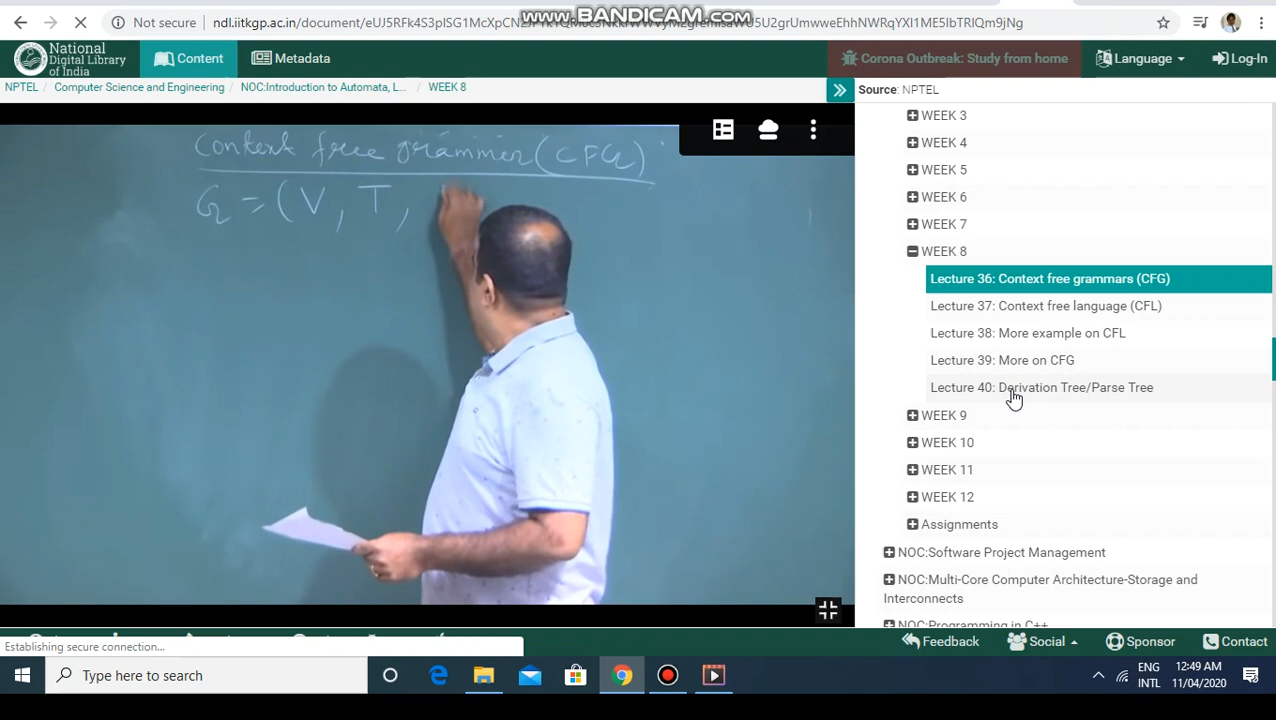 Not secure
ndl.iitkgp.ac.in/document/
www.BANDICAM.com
National
Digital Library
of India
Content
Metadata
Corona Outbreak: Study from home
Language
Log-In
NPTEL / Computer Science and Engineering / NOC:Introduction to Automata, L... / WEEK 8
Source: NPTEL
Context free grammer (CFG)
G = (V, T,
WEEK 3
WEEK 4
WEEK 5
WEEK 6
WEEK 7
WEEK 8
Lecture 36: Context free grammars (CFG)
Lecture 37: Context free language (CFL)
Lecture 38: More example on CFL
Lecture 39: More on CFG
Lecture 40: Derivation Tree/Parse Tree
WEEK 9
WEEK 10
WEEK 11
WEEK 12
Assignments
NOC:Software Project Management
NOC:Multi-Core Computer Architecture-Storage and
Interconnects
NOC:Programming in C++
Establishing secure connection...
Feedback
Social
Sponsor
Contact
Type here to search
ENG
INTL
12:49 AM
11/04/2020